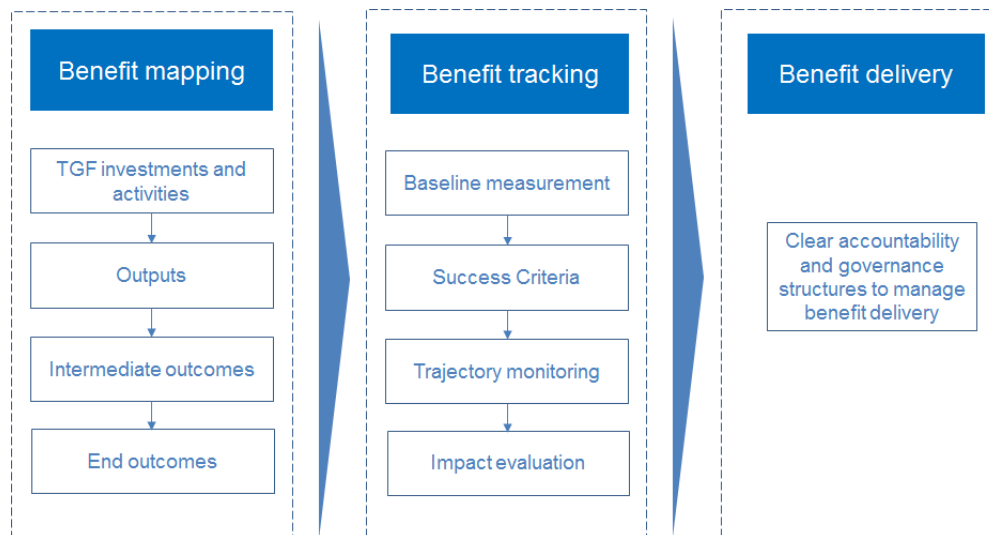 Benefit mapping
TGF investments and
activities
Outputs
Intermediate outcomes
End outcomes
Benefit tracking
Baseline measurement
Success Criteria
Trajectory monitoring
Impact evaluation
Benefit delivery
Clear accountability
and governance
structures to manage
benefit delivery